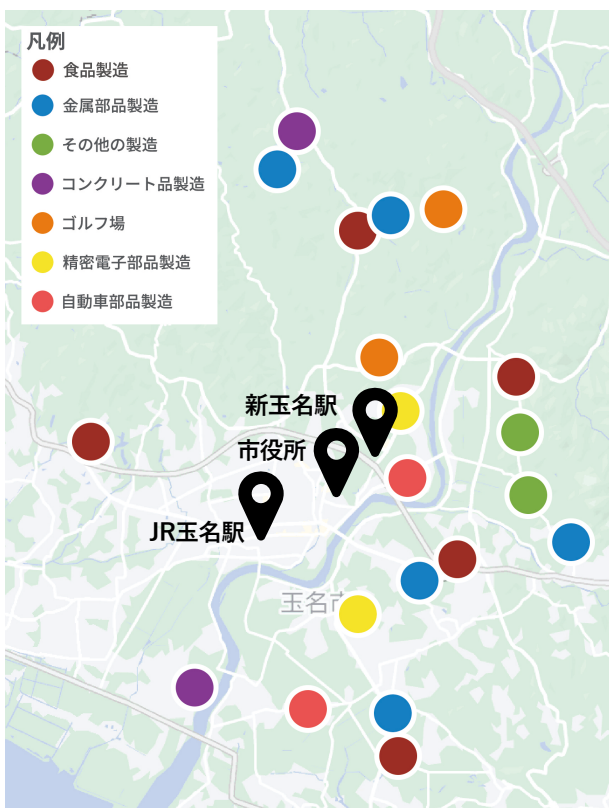 凡例
食品製造
金属部品製造
その他の製造
コンクリート品製造
ゴルフ場
精密電子部品製造
自動車部品製造
新玉名駅
市役所
JR玉名駅
玉名市